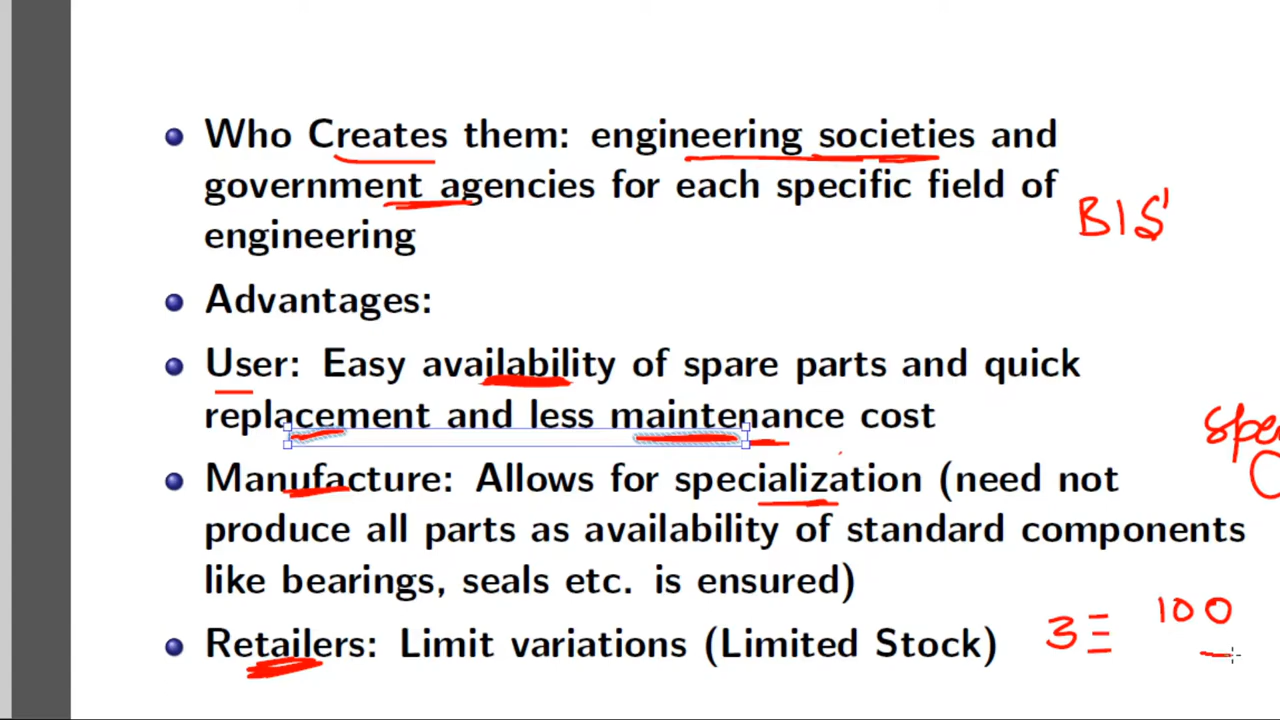 Who Creates them: engineering societies and
government agencies for each specific field of
engineering
BIS
Advantages:
User: Easy availability of spare parts and quick
replacement and less maintenance cost
spe
Manufacture: Allows for specialization (need not
produce all parts as availability of standard components
like bearings, seals etc. is ensured)
Retailers: Limit variations (Limited Stock)
3
100